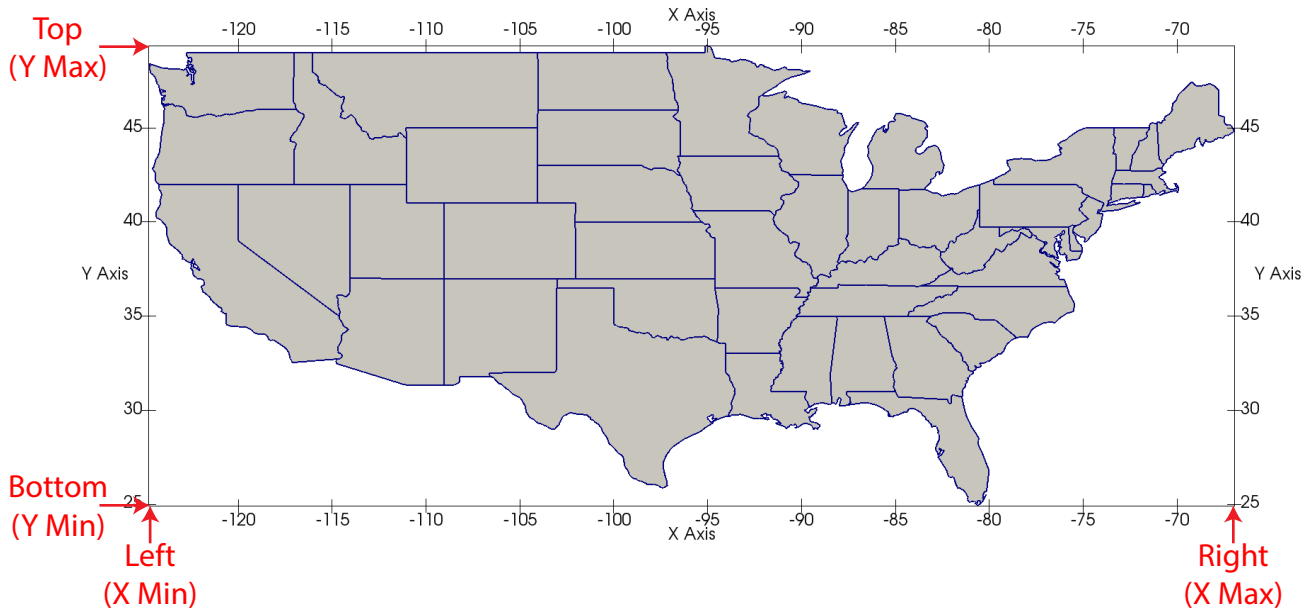 X Axis
-120 -115 -110 -105 -100 -95 -90 -85 -80 -75 -70
Top
(Y Max)
45 45
40 40
Y Axis Y Axis
35 35
30 30
Bottom
(Y Min)
25 25
-120 -115 -110 -105 -100 -95 -90 -85 -80 -75 -70
X Axis
Left
(X Min)
Right
(X Max)